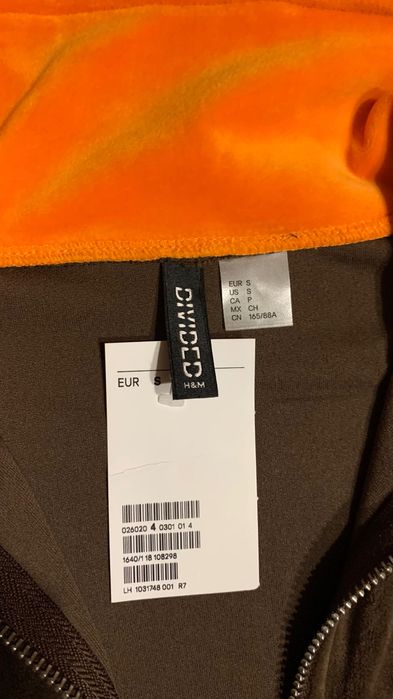 EUR S
US S
CA P
MX CH
CN 165/88A
DIVIDED
H&M
EUR S
026020 4 0301 01 4
1640/1 18 108298
LH 1031748 001 R7